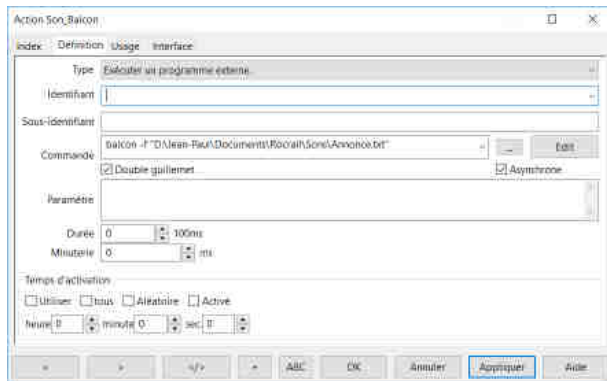 Action Son_Balcon
Index Définition Usage Interface
Type Exécuter un programme externe.
Identifiant
Sous-identifiant
Commande balcon -f "D:\Jean-Paul\Documents\Rocrail\Sons\Annonce.txt" ... Edit
Double guillemet Asynchrone
Paramètre
Durée 0 100ms
Minuterie 0 ms
Temps d'activation
Utiliser tous Aléatoire Activé
heure 0 minute 0 sec. 0
< > </> * ABC OK Annuler Appliquer Aide